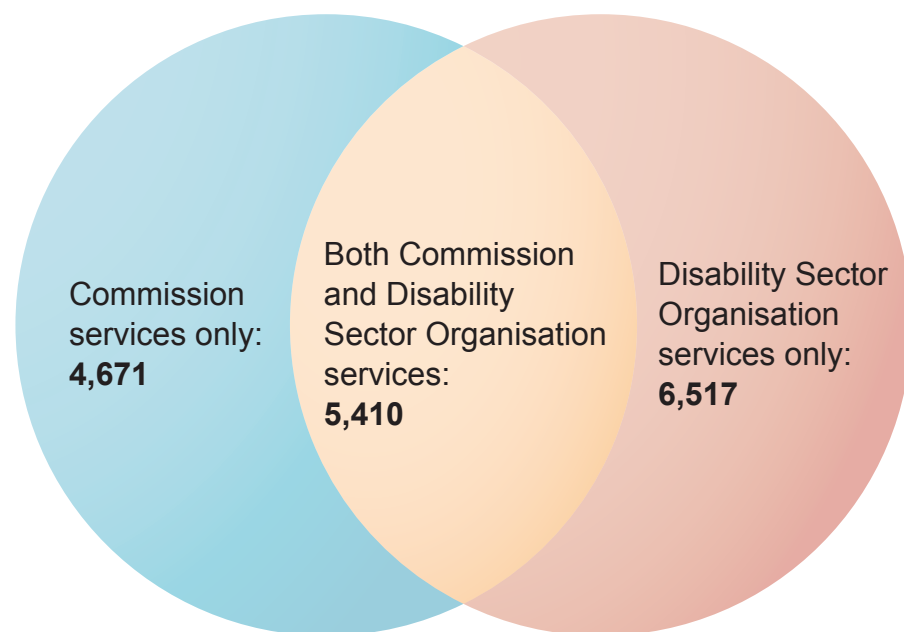 Commission
services only:
4,671
Both Commission
and Disability
Sector Organisation
services:
5,410
Disability Sector
Organisation
services only:
6,517